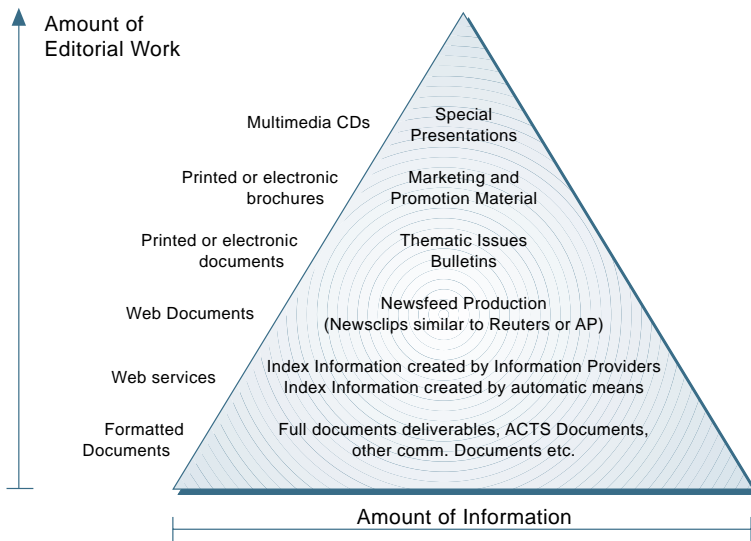 Amount of
Editorial Work
Multimedia CDs
Special
Presentations
Printed or electronic
brochures
Marketing and
Promotion Material
Printed or electronic
documents
Thematic Issues
Bulletins
Web Documents
Newsfeed Production
(Newsclips similar to Reuters or AP)
Web services
Index Information created by Information Providers
Index Information created by automatic means
Formatted
Documents
Full documents deliverables, ACTS Documents,
other comm. Documents etc.
Amount of Information